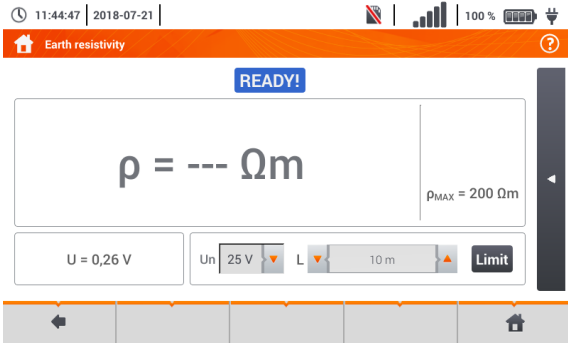 11:44:47 2018-07-21 100 %
Earth resistivity ?
READY!
ρ = --- Ωm
ρMAX = 200 Ωm
U = 0,26 V Un 25 V L 10 m Limit